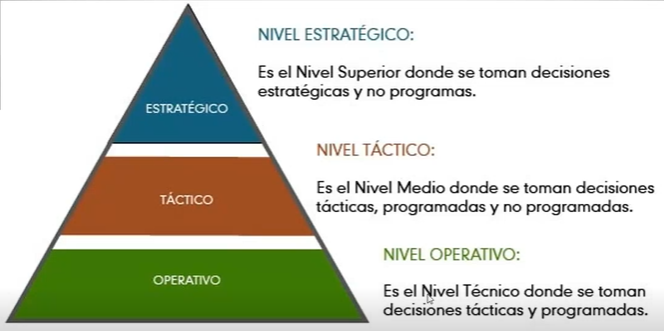 NIVEL ESTRATÉGICO:
Es el Nivel Superior donde se toman decisiones
estratégicas y no programas.
ESTRATÉGICO
NIVEL TÁCTICO:
Es el Nivel Medio donde se toman decisiones
tácticas, programadas y no programadas.
TÁCTICO
NIVEL OPERATIVO:
Es el Nivel Técnico donde se toman
decisiones tácticas y programadas.
OPERATIVO